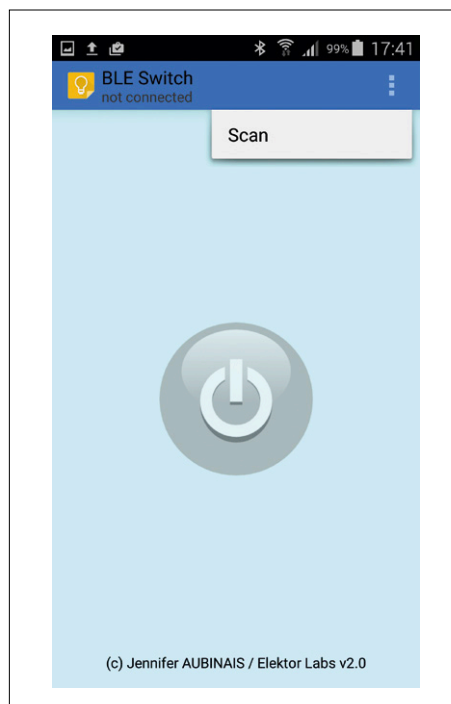 99% 17:41
BLE Switch
not connected
Scan
(c) Jennifer AUBINAIS / Elektor Labs v2.0